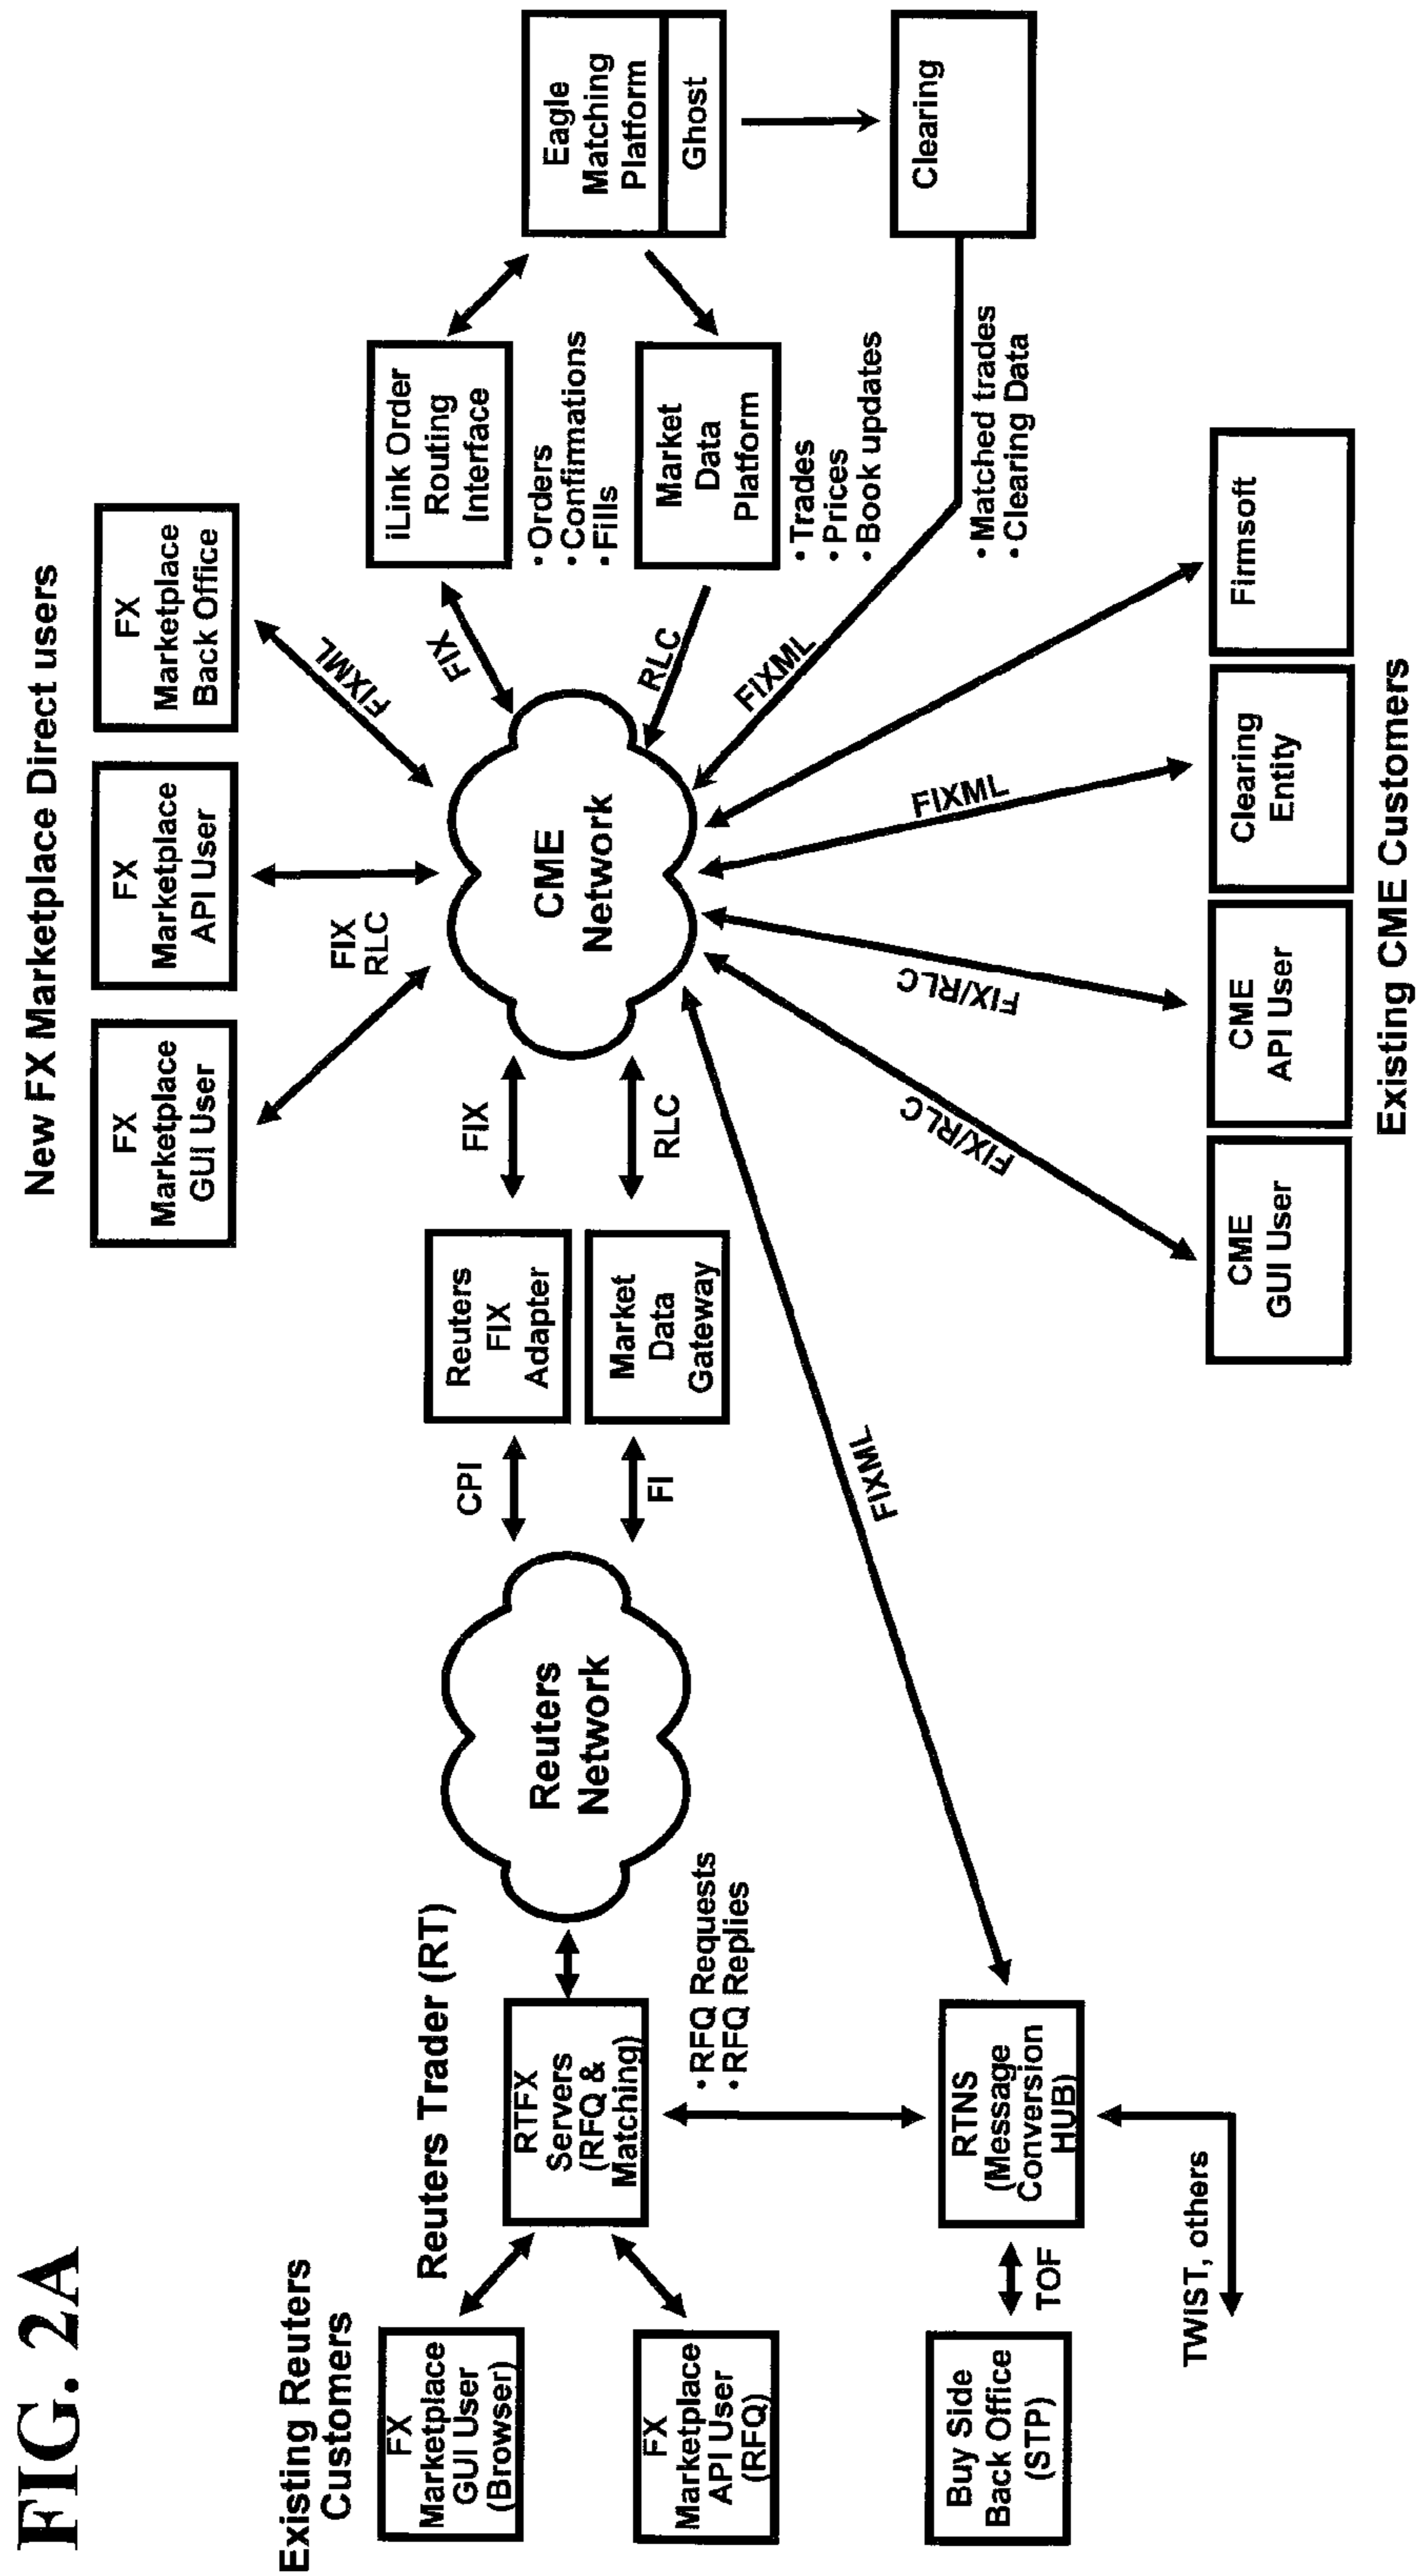 FIG. 2A
New FX Marketplace Direct users
FX
Marketplace
GUI User
FX
Marketplace
API User
FX
Marketplace
Back Office
FIX
RLC
FIXML
Existing Reuters
Customers
FX
Marketplace
GUI User
(Browser)
FX
Marketplace
API User
(RFQ)
Buy Side
Back Office
(STP)
Reuters Trader (RT)
RTFX
Servers
(RFQ &
Matching)
• RFQ Requests
• RFQ Replies
TOF
RTNS
(Message
Conversion
HUB)
TWIST, others
Reuters
Network
CPI
FI
Reuters
FIX
Adapter
Market
Data
Gateway
FIX
RLC
FIXML
CME
Network
FIX
RLC
FIXML
iLink Order
Routing
Interface
• Orders
• Confirmations
• Fills
Market
Data
Platform
• Trades
• Prices
• Book updates
Eagle
Matching
Platform
Ghost
Clearing
• Matched trades
• Clearing Data
FIX/RLC
FIX/RLC
FIXML
CME
GUI User
CME
API User
Clearing
Entity
Firmsoft
Existing CME Customers